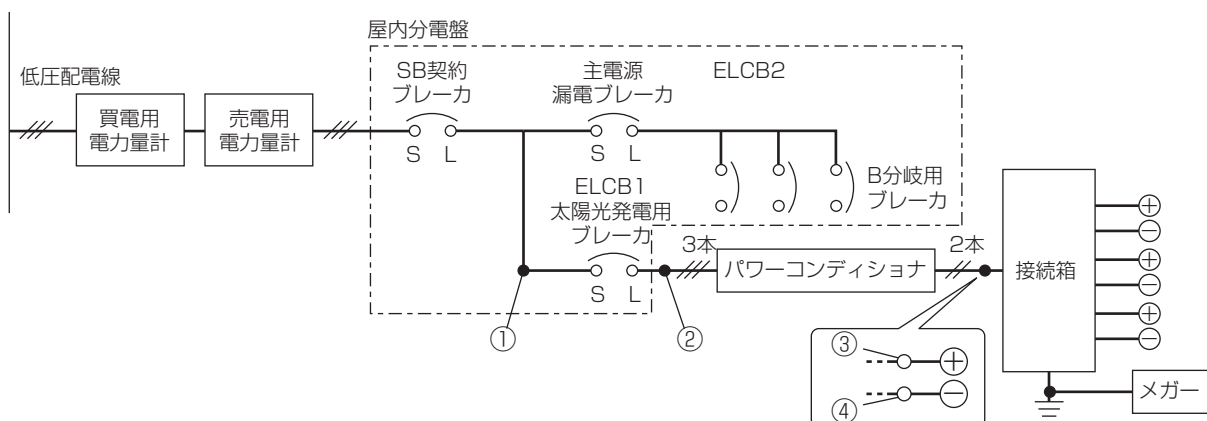 屋内分電盤
低圧配電線
SB契約
ブレーカ
主電源
漏電ブレーカ
ELCB2
買電用
電力量計
売電用
電力量計
S L
S L
B分岐用
ブレーカ
ELCB1
太陽光発電用
ブレーカ
S L
3本
パワーコンディショナ
2本
接続箱
+
-
+
-
+
-
①
②
③
+
④
-
メガー